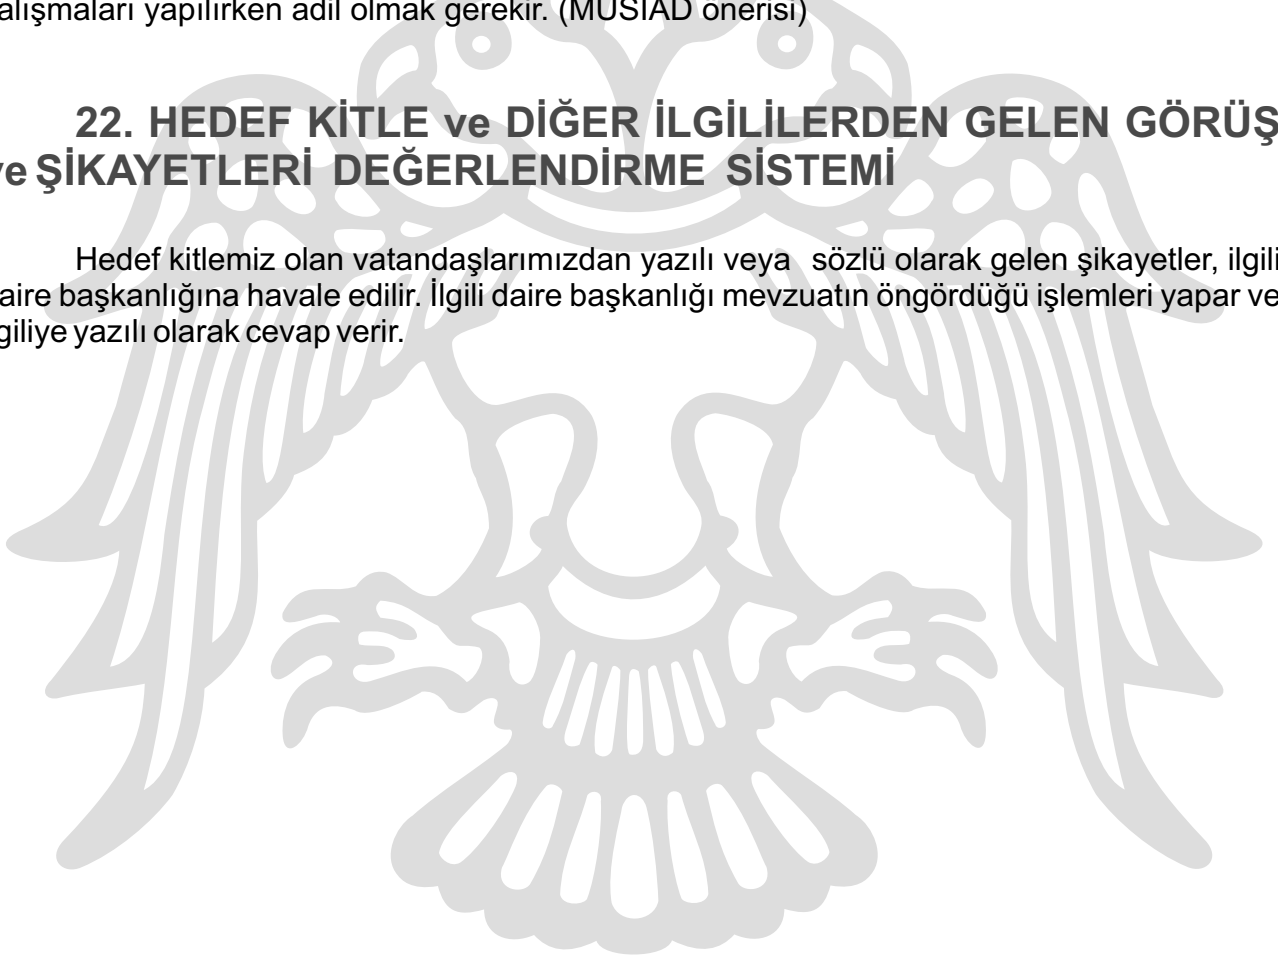 alışmaları yapılırken adil olmak gerekir. (MÜSİAD önerisi)
22. HEDEF KİTLE ve DİĞER İLGİLİLERDEN GELEN GÖRÜŞ
ve ŞİKAYETLERİ DEĞERLENDİRME SİSTEMİ
Hedef kitlemiz olan vatandaşlarımızdan yazılı veya sözlü olarak gelen şikayetler, ilgili
aire başkanlığına havale edilir. İlgili daire başkanlığı mevzuatın öngördüğü işlemleri yapar ve
giliye yazılı olarak cevap verir.